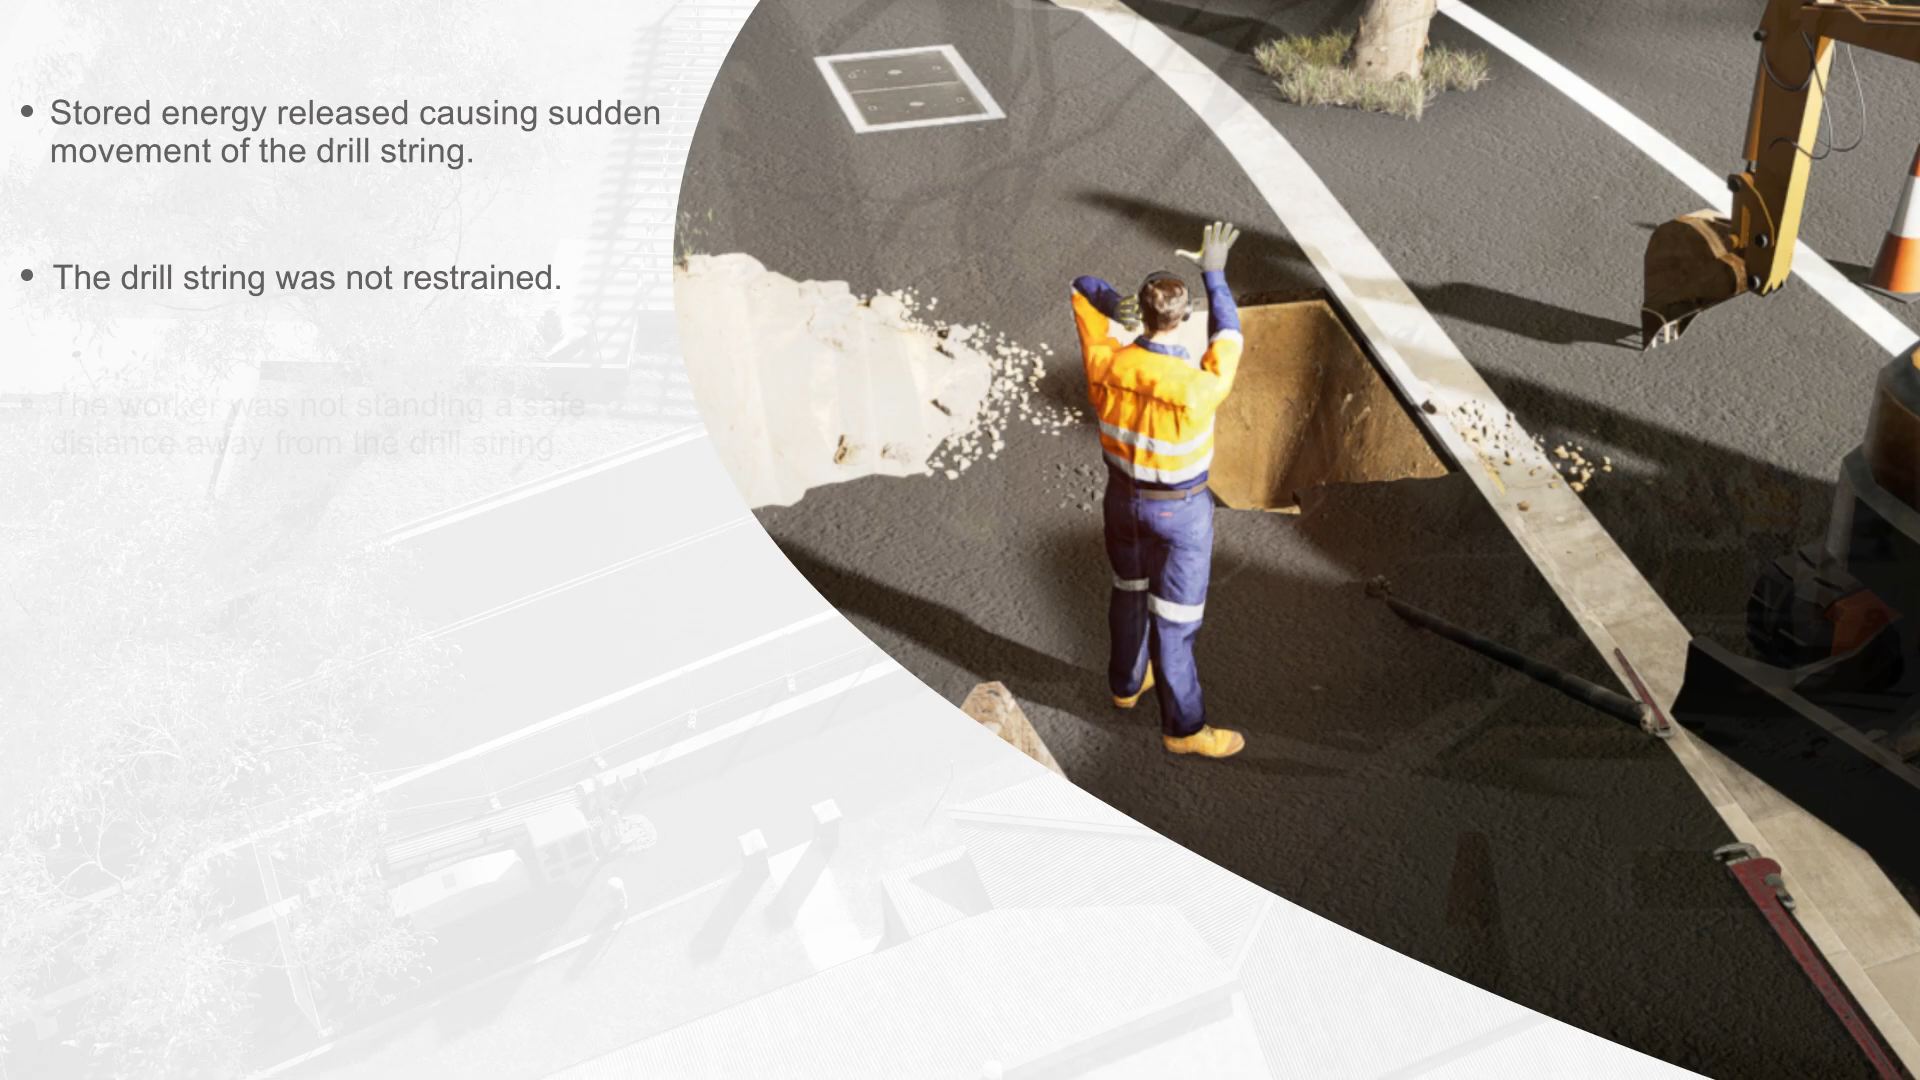 • Stored energy released causing sudden
movement of the drill string.
• The drill string was not restrained.
• The worker was not standing a safe
distance away from the drill string